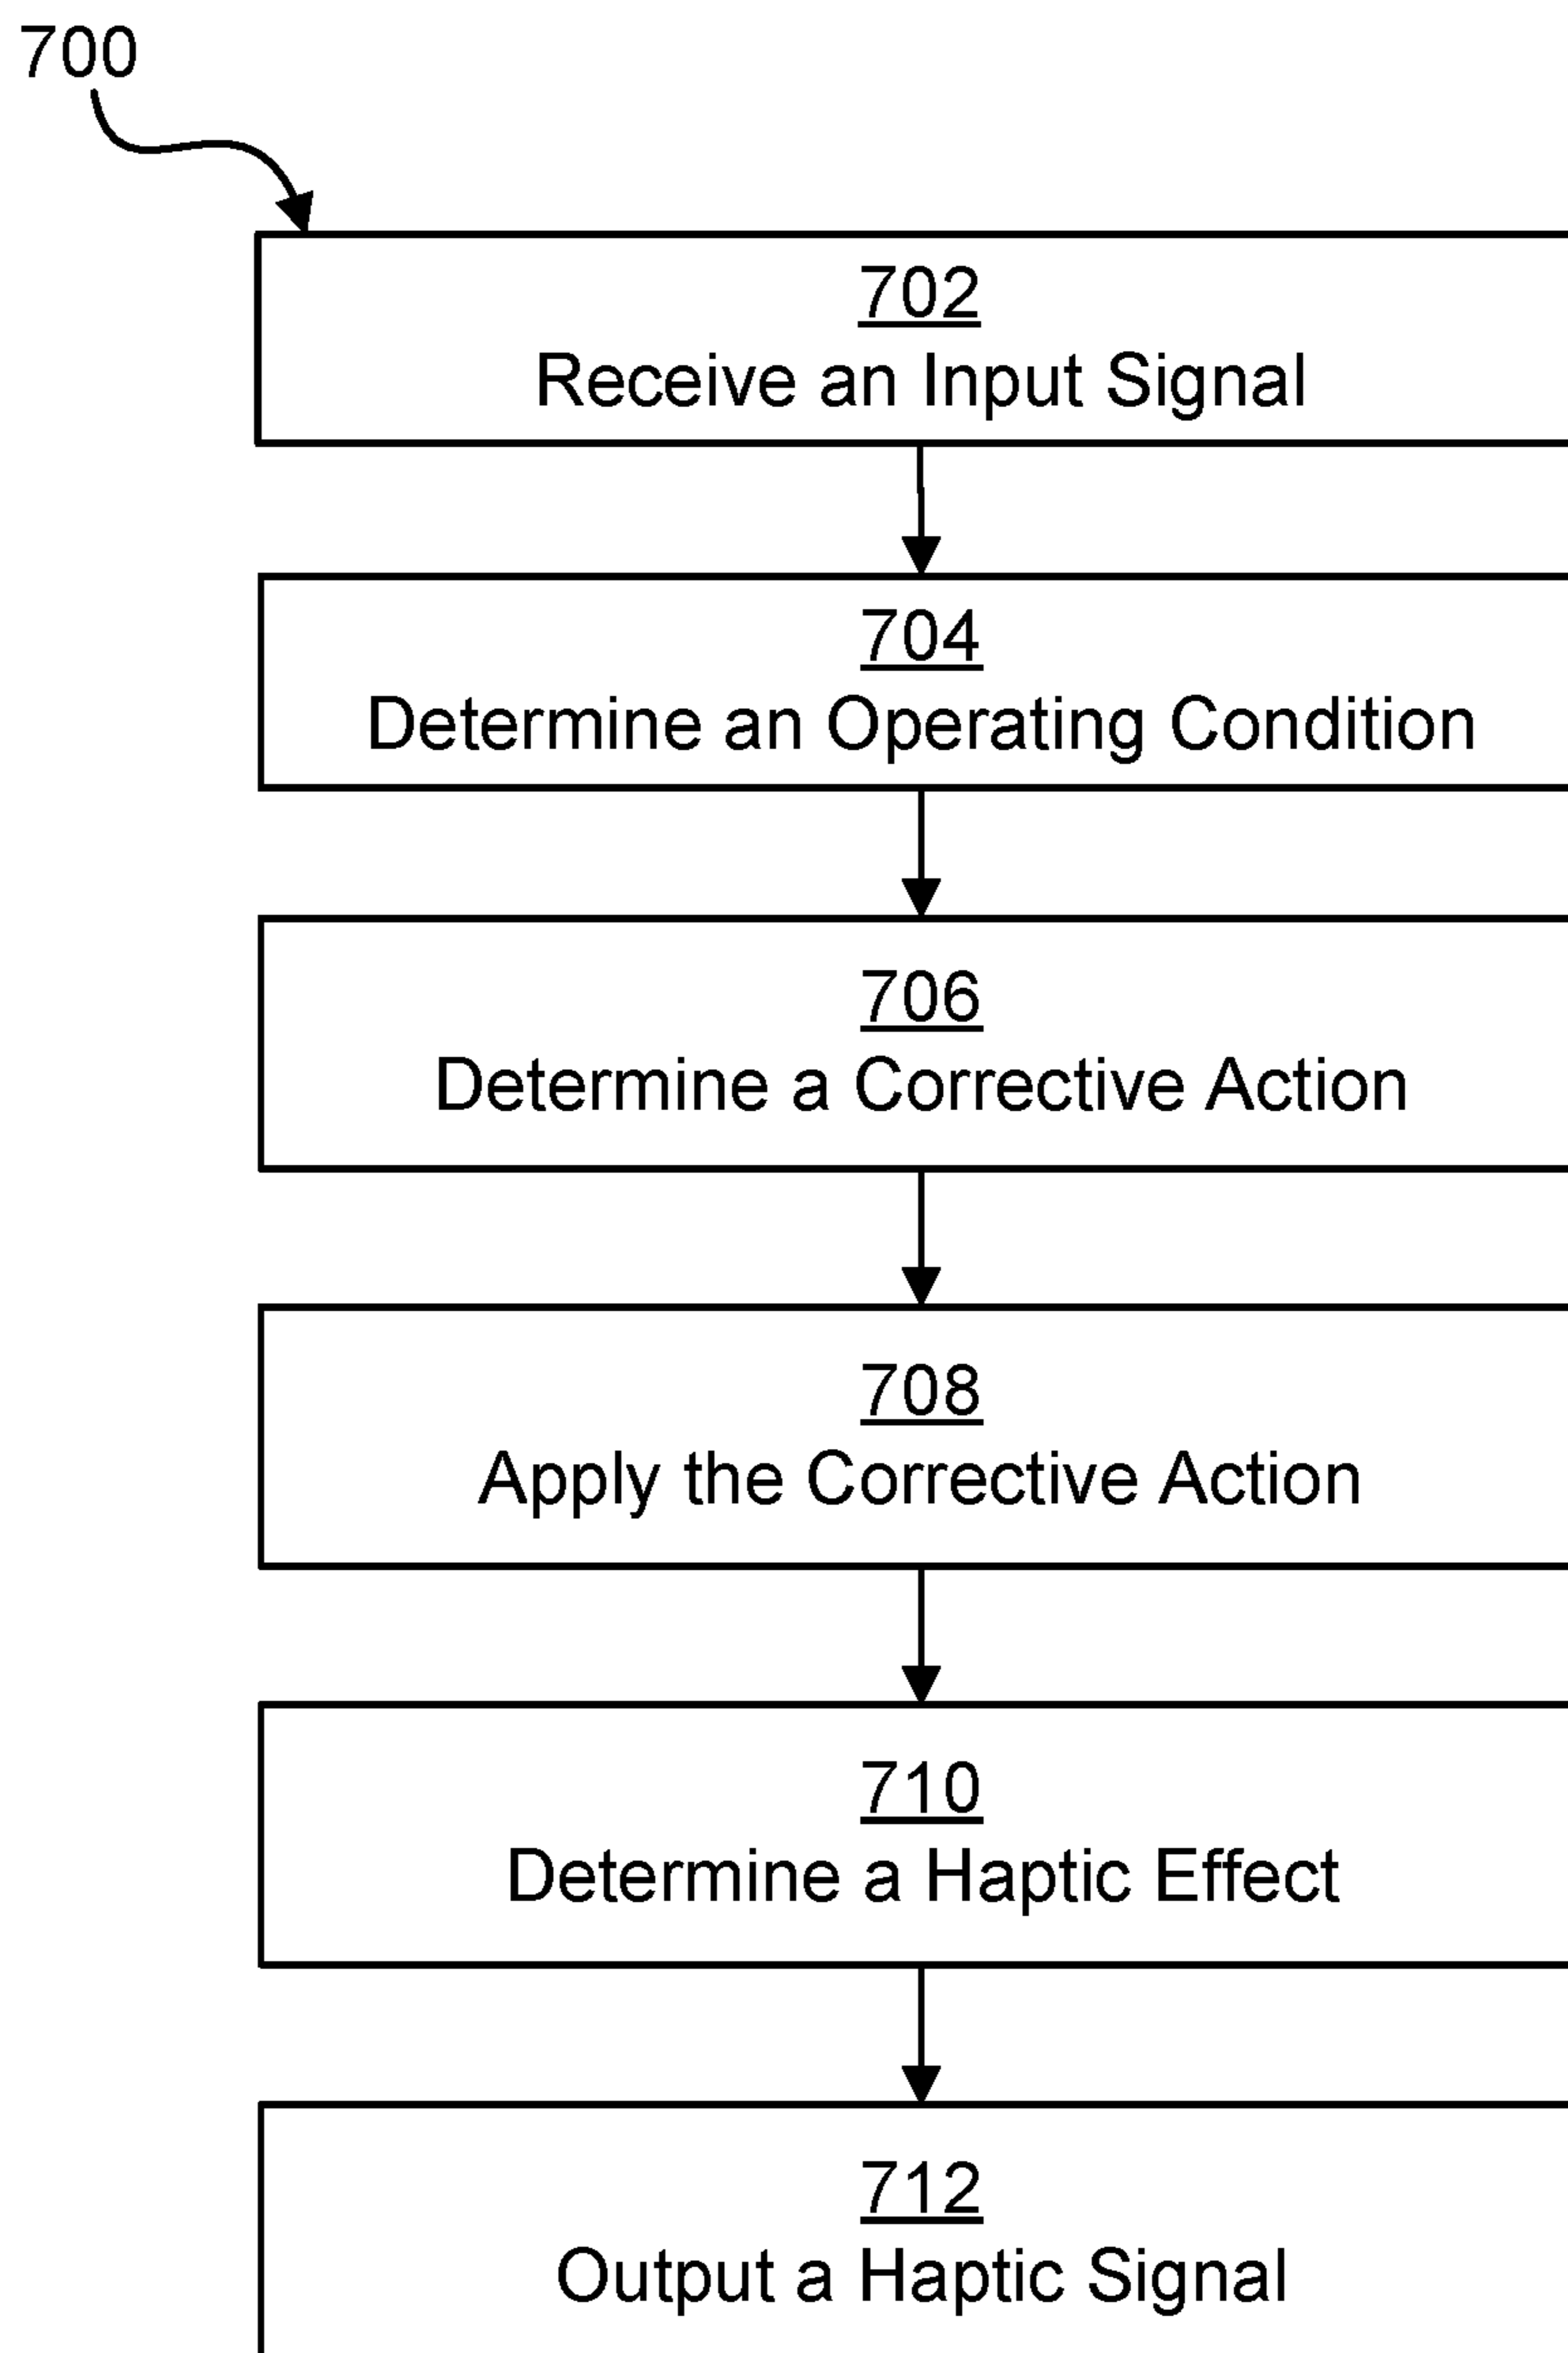 700
702
Receive an Input Signal
704
Determine an Operating Condition
706
Determine a Corrective Action
708
Apply the Corrective Action
710
Determine a Haptic Effect
712
Output a Haptic Signal